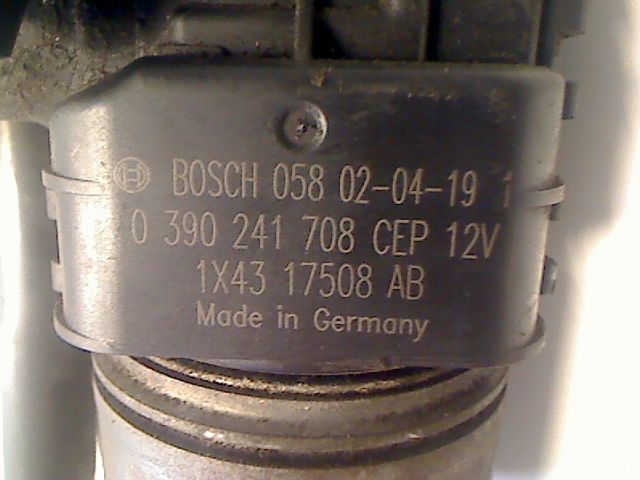 BOSCH 058 02-04-19 1
0 390 241 708 CEP 12V
1X43 17508 AB
Made in Germany